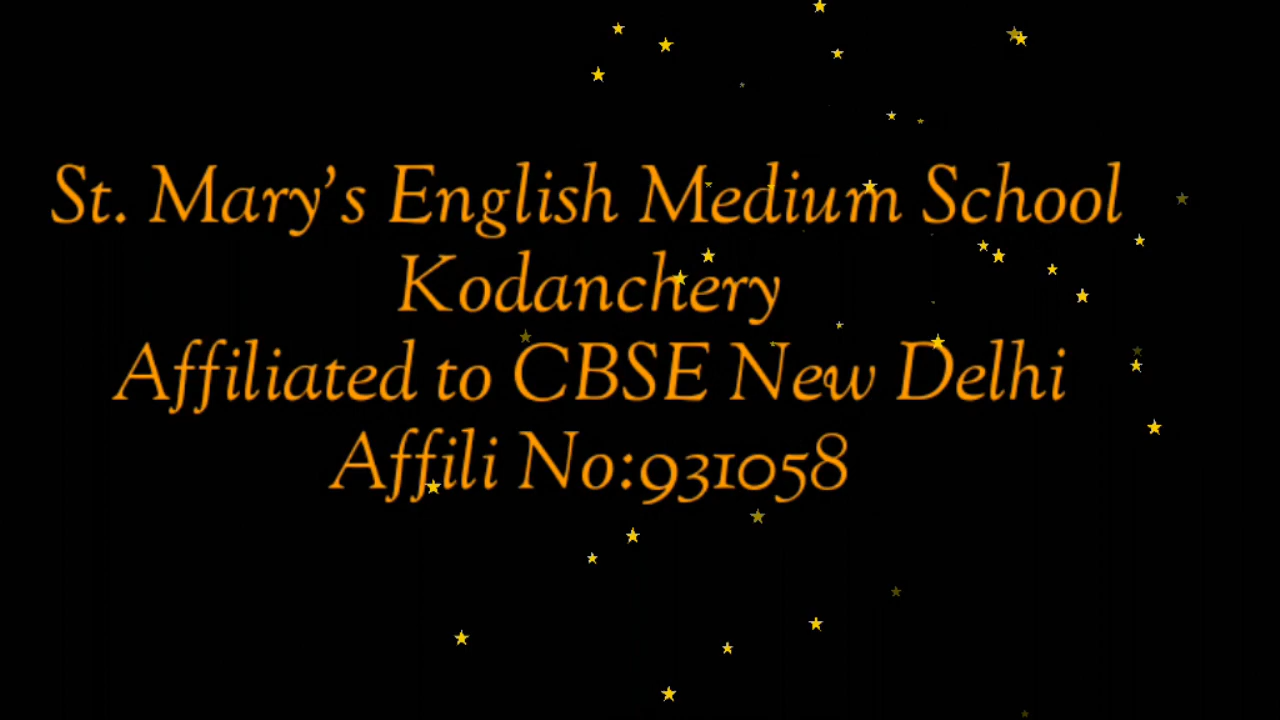 St. Mary's English Medium School
Kodanchery
Affiliated to CBSE New Delhi
Affili No:931058